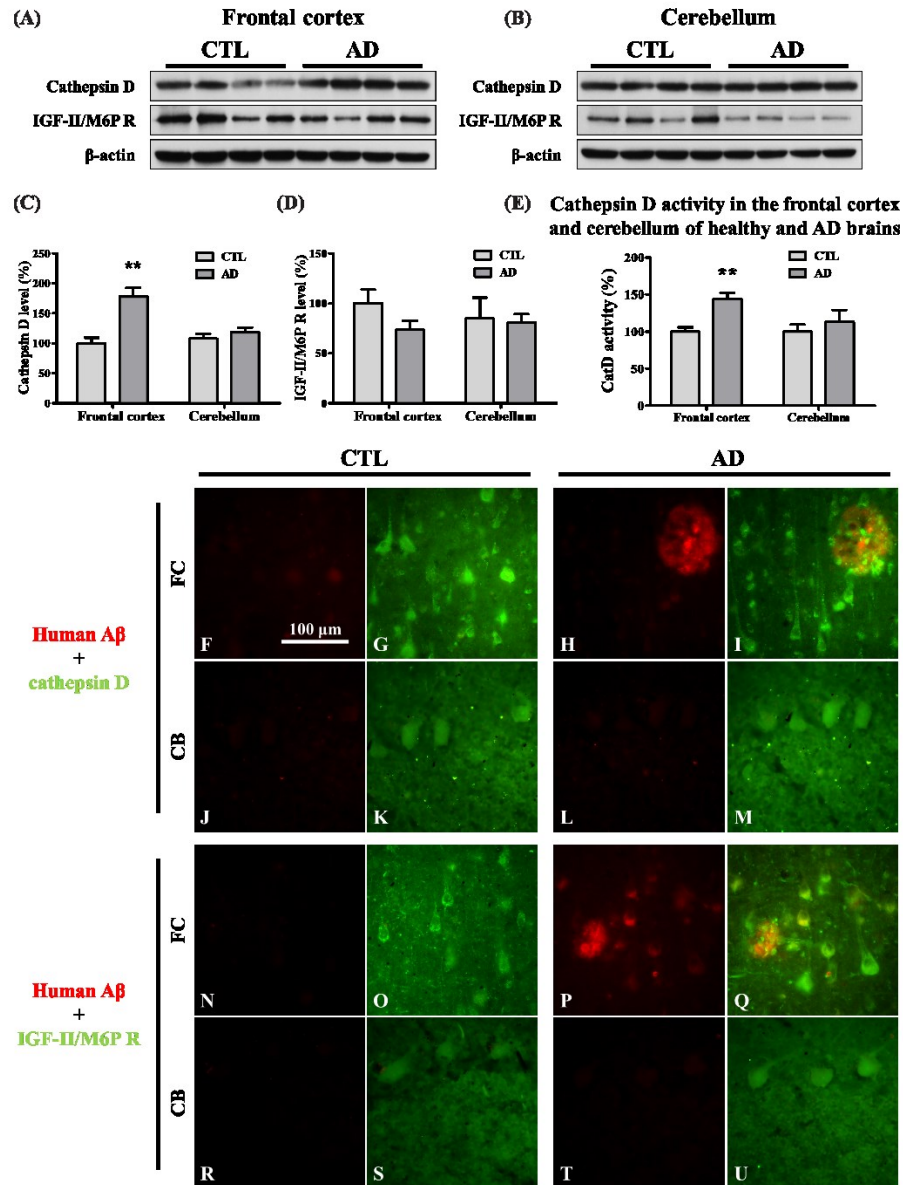 (A) Frontal cortex
CTL AD
Cathepsin D
IGF-II/M6P R
β-actin
(B) Cerebellum
CTL AD
Cathepsin D
IGF-II/M6P R
β-actin
(C)
Cathepsin D level (%)
250
200
150
100
50
0
CTL
AD
**
Frontal cortex Cerebellum
(D)
IGF-II/M6P R level (%)
150
100
50
0
CTL
AD
Frontal cortex Cerebellum
(E) Cathepsin D activity in the frontal cortex
and cerebellum of healthy and AD brains
CatD activity (%)
200
150
100
50
0
CTL
AD
**
Frontal cortex Cerebellum
CTL AD
Human Aβ
+
cathepsin D
FC
F 100 µm G H I
CB
J K L M
Human Aβ
+
IGF-II/M6P R
FC
N O P Q
CB
R S T U